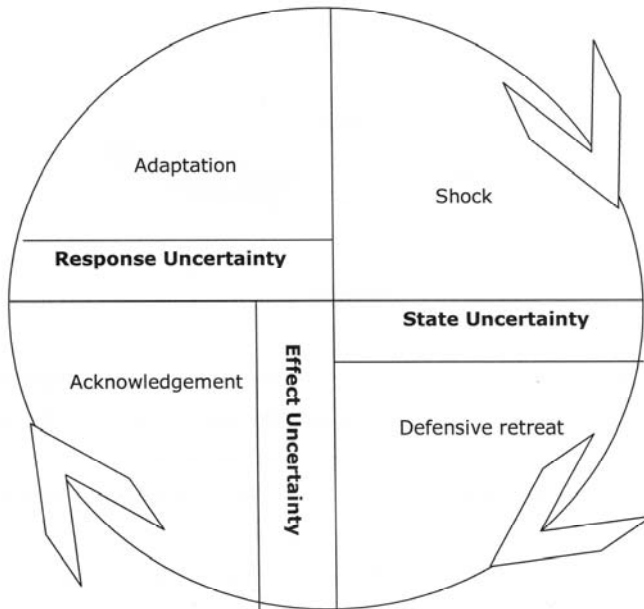 Adaptation
Shock
Response Uncertainty
State Uncertainty
Effect Uncertainty
Acknowledgement
Defensive retreat